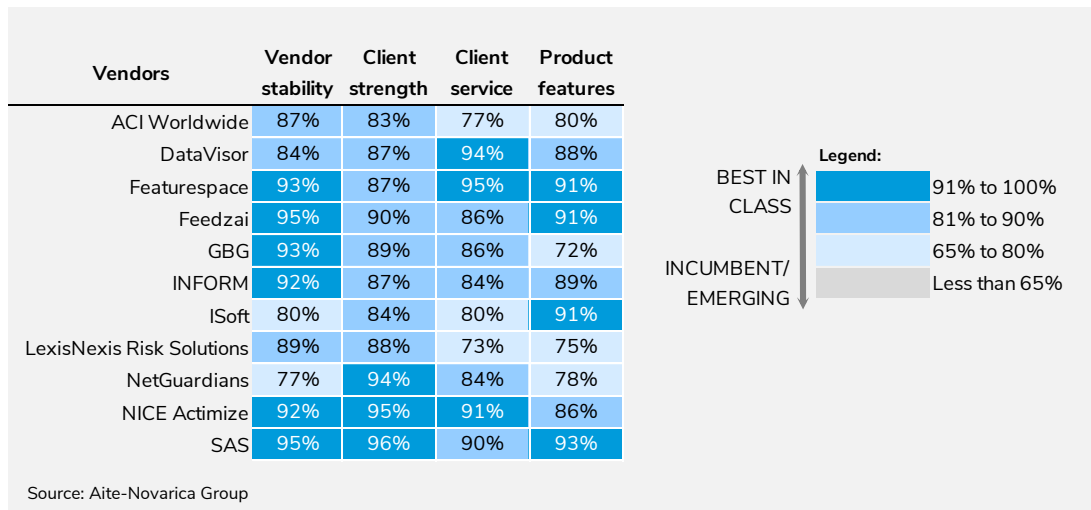 Vendors
Vendor stability
Client strength
Client service
Product features
ACI Worldwide 87% 83% 77% 80%
DataVisor 84% 87% 94% 88%
Featurespace 93% 87% 95% 91%
Feedzai 95% 90% 86% 91%
GBG 93% 89% 86% 72%
INFORM 92% 87% 84% 89%
ISoft 80% 84% 80% 91%
LexisNexis Risk Solutions 89% 88% 73% 75%
NetGuardians 77% 94% 84% 78%
NICE Actimize 92% 95% 91% 86%
SAS 95% 96% 90% 93%
Source: Aite-Novarica Group
Legend:
BEST IN
CLASS
INCUMBENT/
EMERGING
91% to 100%
81% to 90%
65% to 80%
Less than 65%